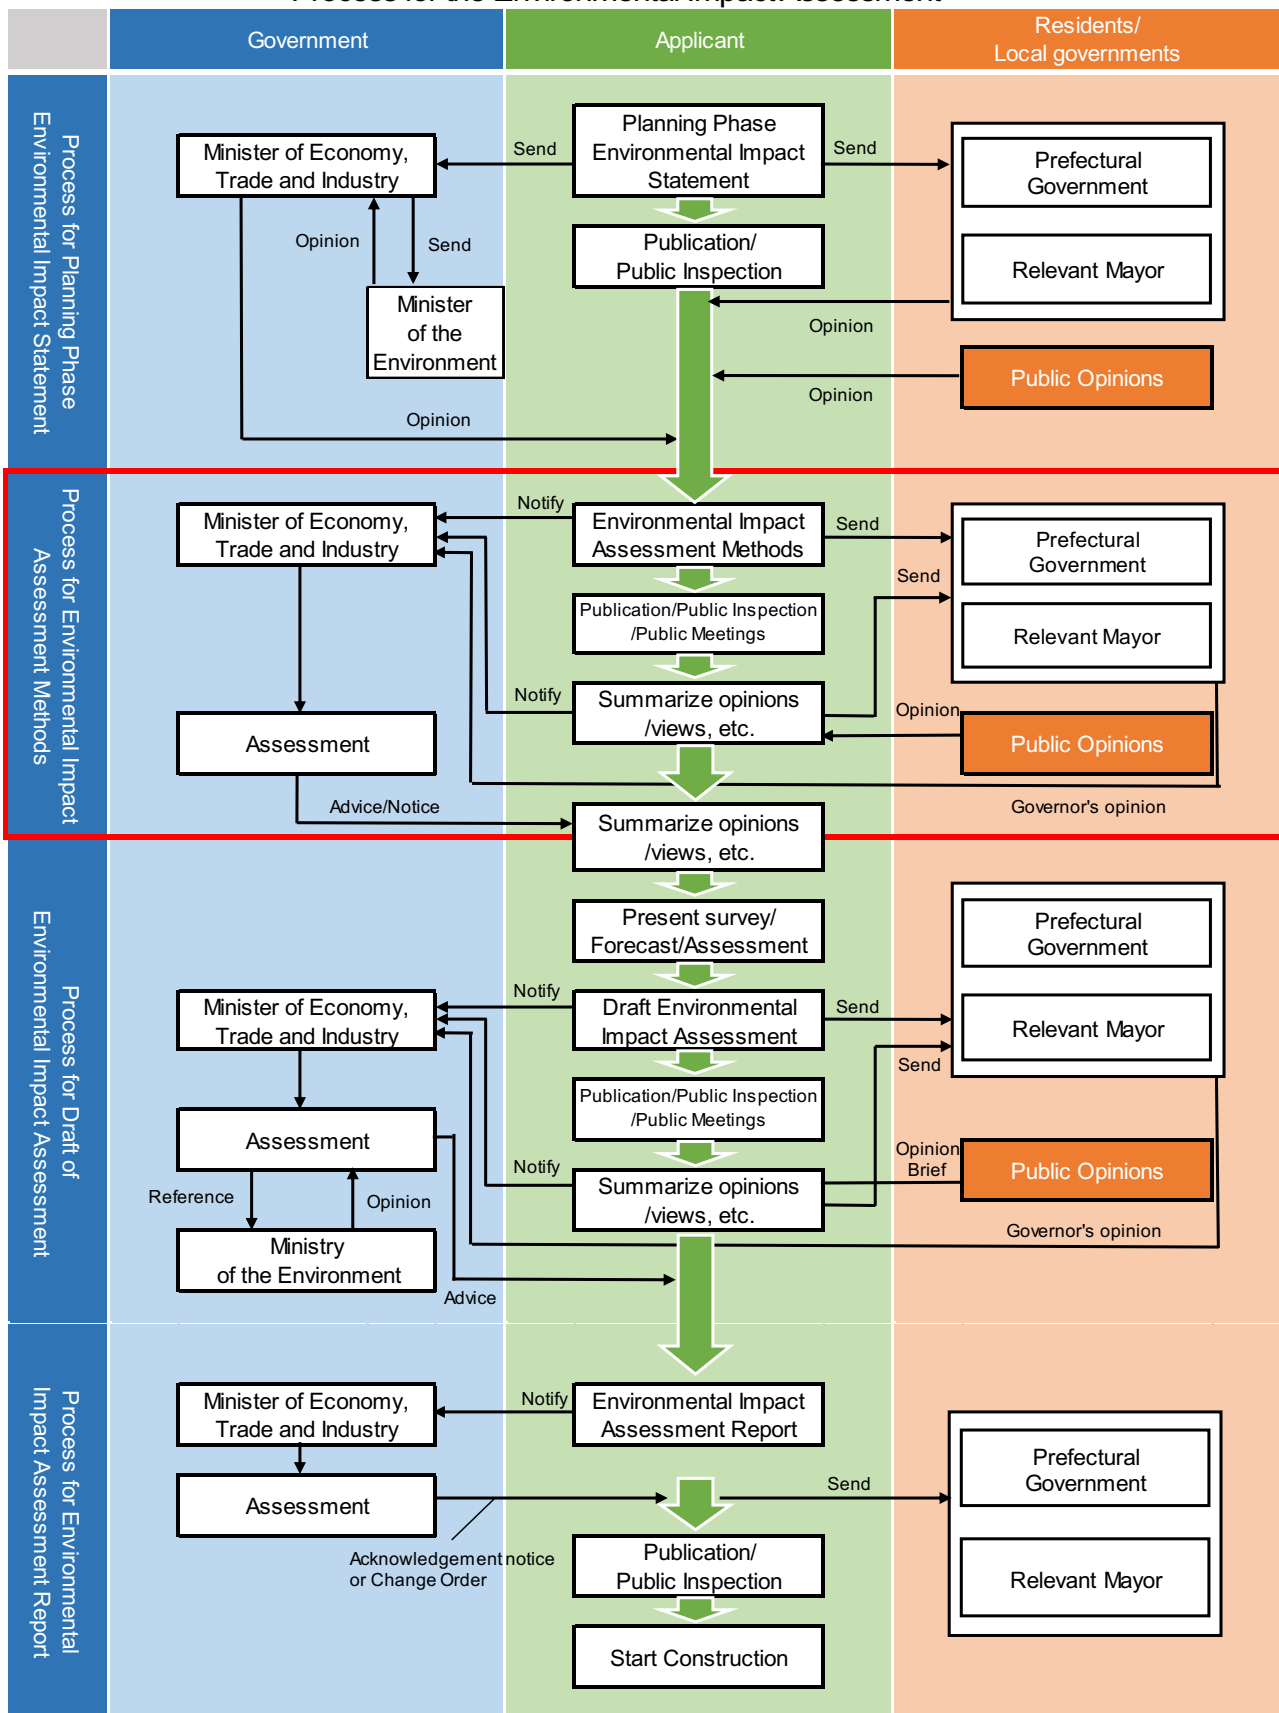 Process for the Environmental Impact Assessment
Government
Applicant
Residents/
Local governments
Process for Planning Phase
Environmental Impact Statement
Minister of Economy,
Trade and Industry
Send
Planning Phase
Environmental Impact
Statement
Send
Prefectural
Government
Relevant Mayor
Opinion
Send
Publication/
Public Inspection
Minister
of the
Environment
Opinion
Public Opinions
Opinion
Opinion
Process for Environmental Impact
Assessment Methods
Minister of Economy,
Trade and Industry
Notify
Environmental Impact
Assessment Methods
Send
Prefectural
Government
Send
Relevant Mayor
Publication/Public Inspection
/Public Meetings
Notify
Summarize opinions
/views, etc.
Opinion
Public Opinions
Assessment
Advice/Notice
Governor's opinion
Summarize opinions
/views, etc.
Process for Draft of
Environmental Impact Assessment
Present survey/
Forecast/Assessment
Prefectural
Government
Relevant Mayor
Minister of Economy,
Trade and Industry
Notify
Draft Environmental
Impact Assessment
Send
Send
Publication/Public Inspection
/Public Meetings
Assessment
Notify
Summarize opinions
/views, etc.
Opinion
Brief
Public Opinions
Reference
Opinion
Governor's opinion
Ministry
of the Environment
Advice
Process for Environmental
Impact Assessment Report
Minister of Economy,
Trade and Industry
Notify
Environmental Impact
Assessment Report
Prefectural
Government
Relevant Mayor
Assessment
Send
Acknowledgement notice
or Change Order
Publication/
Public Inspection
Start Construction